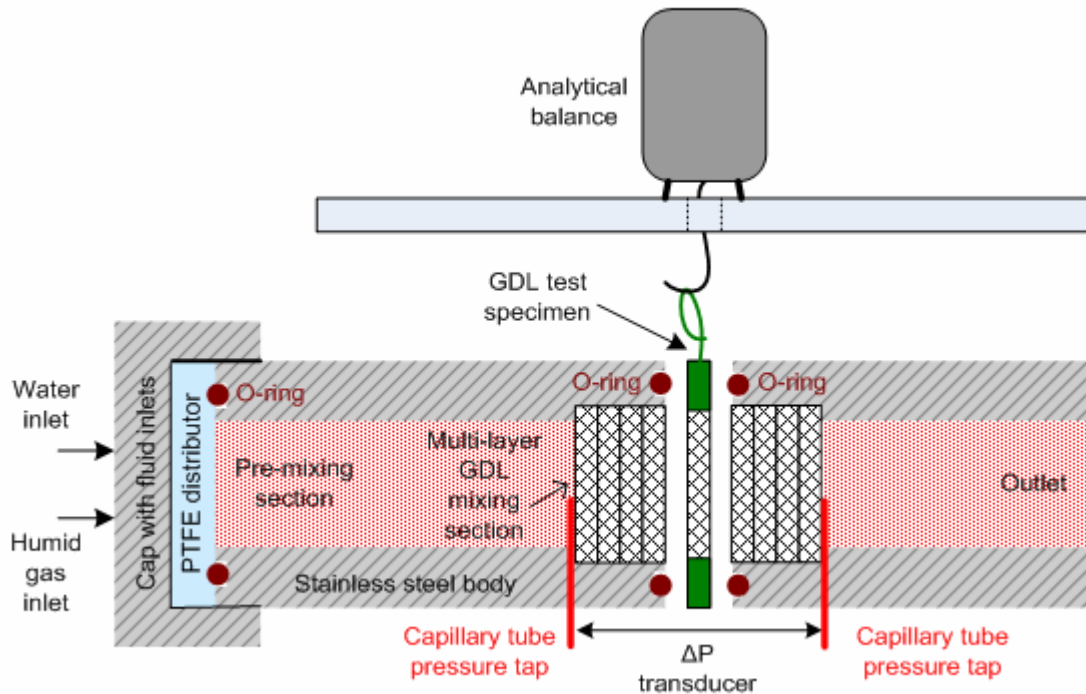 Analytical
balance
GDL test
specimen
Water
inlet
Humid
gas
inlet
Cap with fluid inlets
PTFE distributor
O-ring
O-ring
O-ring
Pre-mixing
section
Multi-layer
GDL
mixing
section
Outlet
Stainless steel body
Capillary tube
pressure tap
ΔP
transducer
Capillary tube
pressure tap